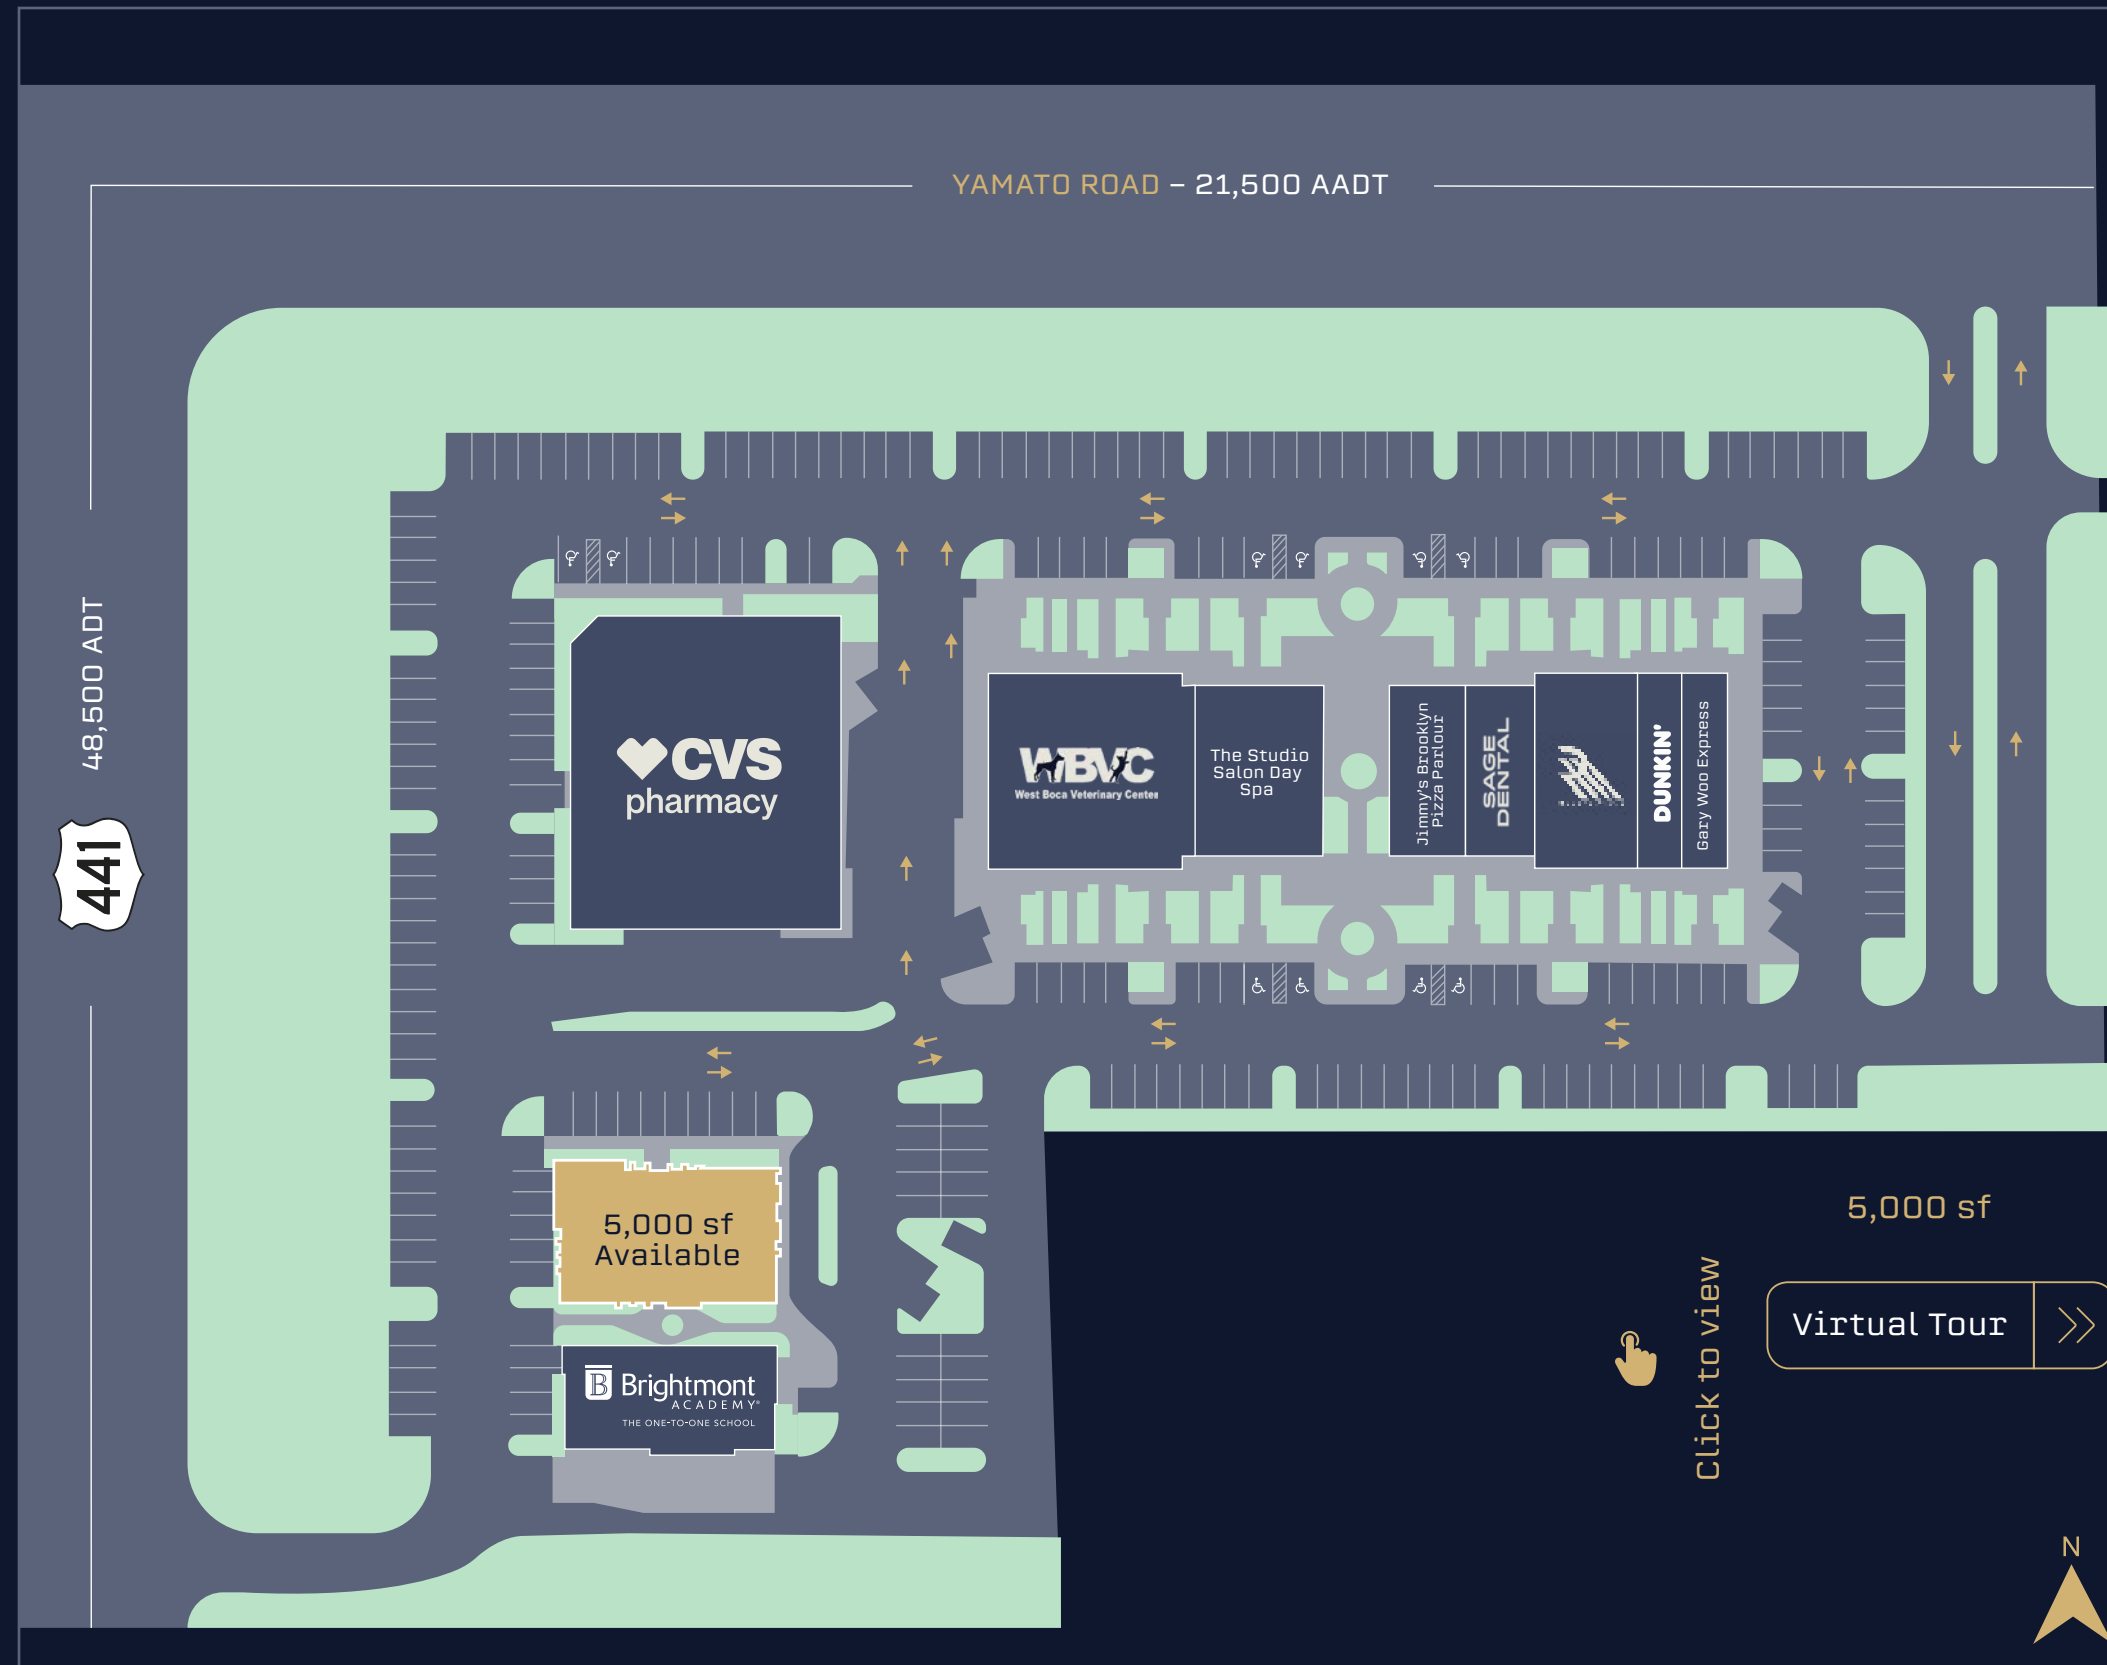 YAMATO ROAD – 21,500 AADT
48,500 ADT
441
CVS
pharmacy
WBVC
West Boca Veterinary Center
The Studio
Salon Day
Spa
Jimmy's Brooklyn
Pizza Parlour
SAGE
DENTAL
DUNKIN'
Gary Woo Express
5,000 sf
Available
Brightmont
ACADEMY®
THE ONE-TO-ONE SCHOOL
5,000 sf
Click to view
Virtual Tour
N